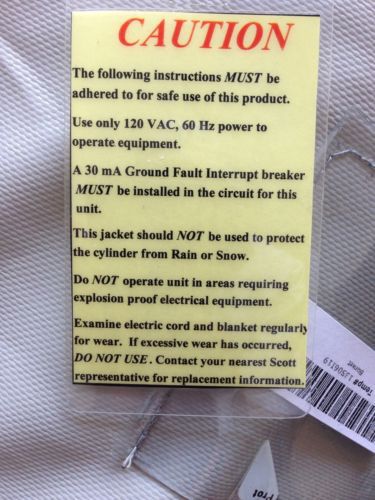 CAUTION
The following instructions MUST be
adhered to for safe use of this product.
Use only 120 VAC, 60 Hz power to
operate equipment.
A 30 mA Ground Fault Interrupt breaker
MUST be installed in the circuit for this
unit.
This jacket should NOT be used to protect
the cylinder from Rain or Snow.
Do NOT operate unit in areas requiring
explosion proof electrical equipment.
Examine electric cord and blanket regularly
for wear. If excessive wear has occurred,
DO NOT USE. Contact your nearest Scott
representative for replacement information.
Temp# 12506119
Prof